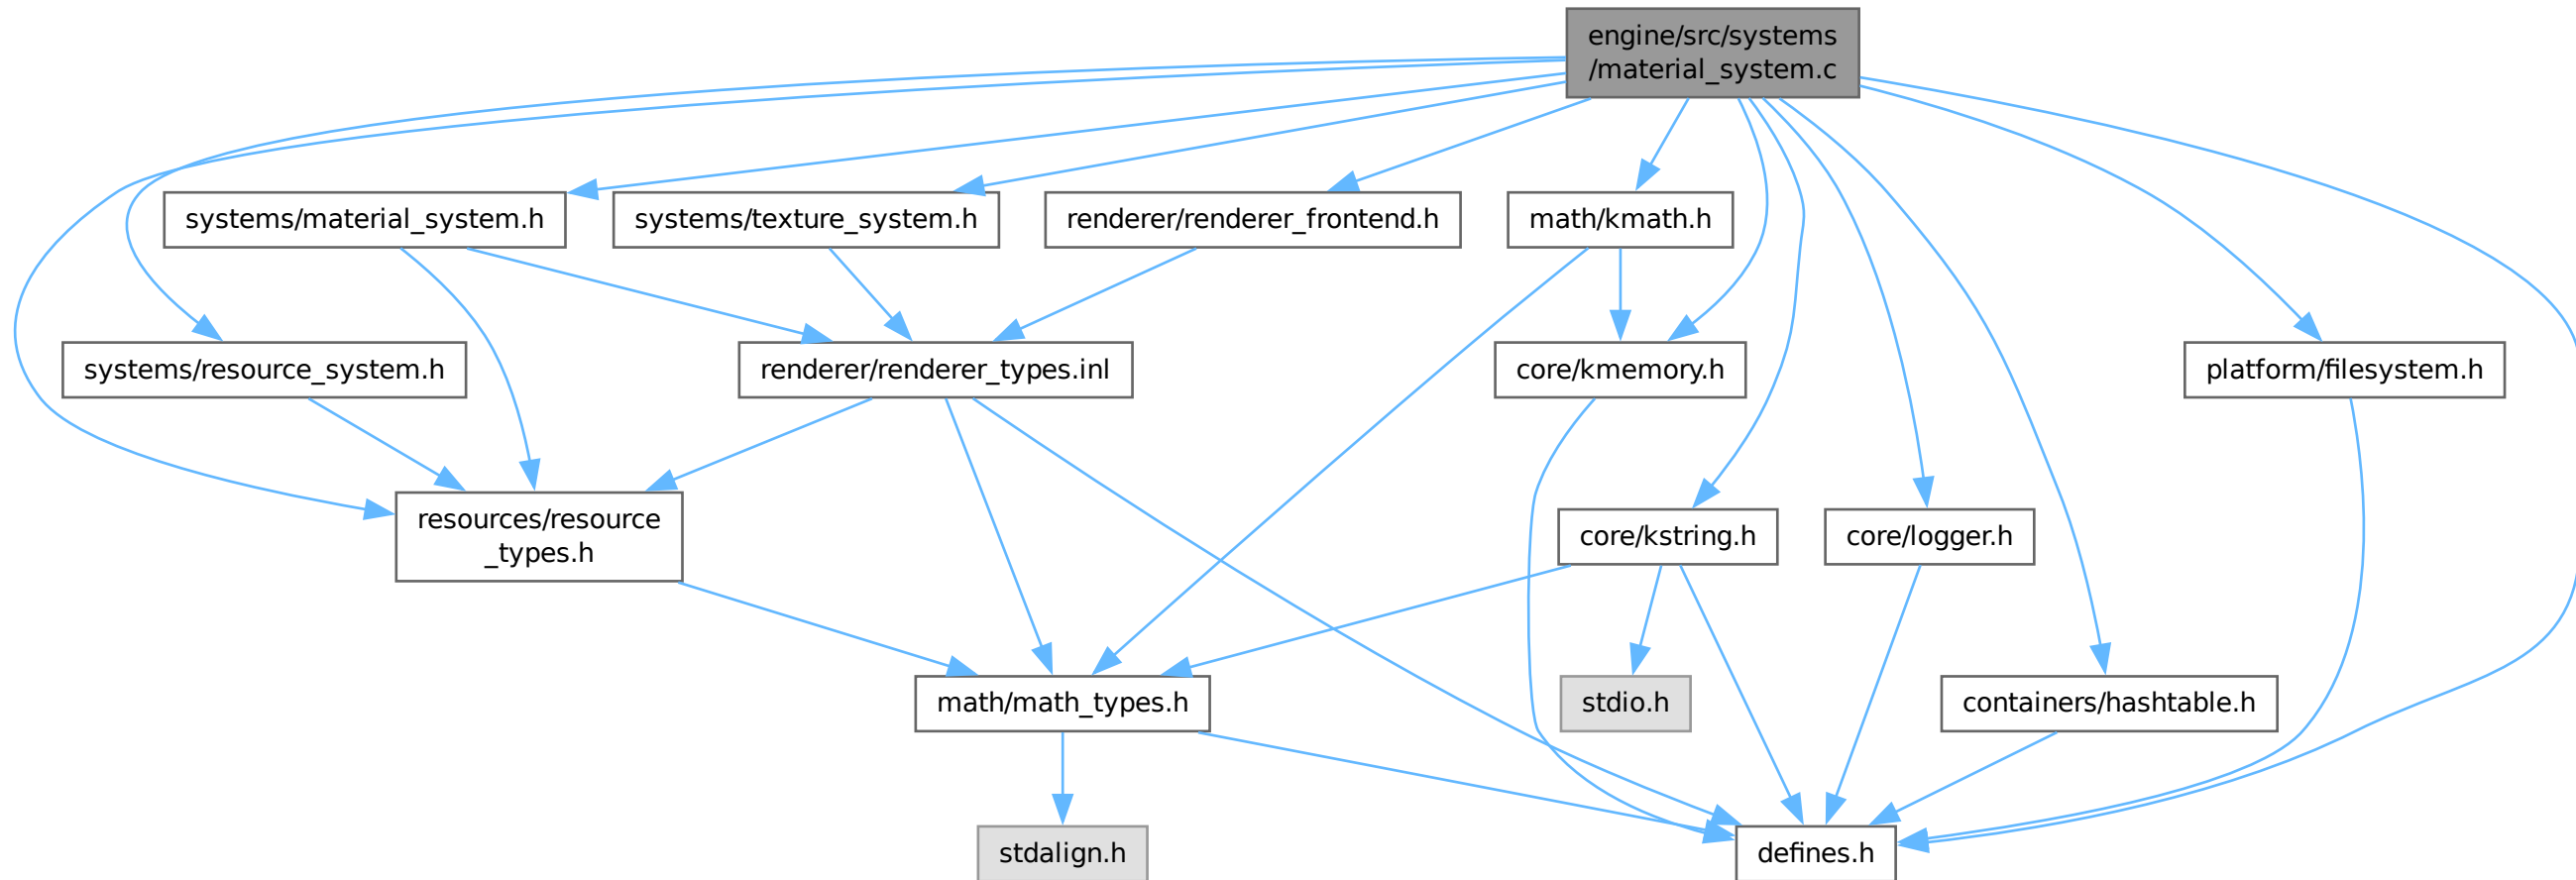 engine/src/systems
/material_system.c
systems/material_system.h
systems/texture_system.h
renderer/renderer_frontend.h
math/kmath.h
systems/resource_system.h
renderer/renderer_types.inl
core/kmemory.h
platform/filesystem.h
resources/resource
_types.h
core/kstring.h
core/logger.h
math/math_types.h
stdio.h
containers/hashtable.h
stdalign.h
defines.h